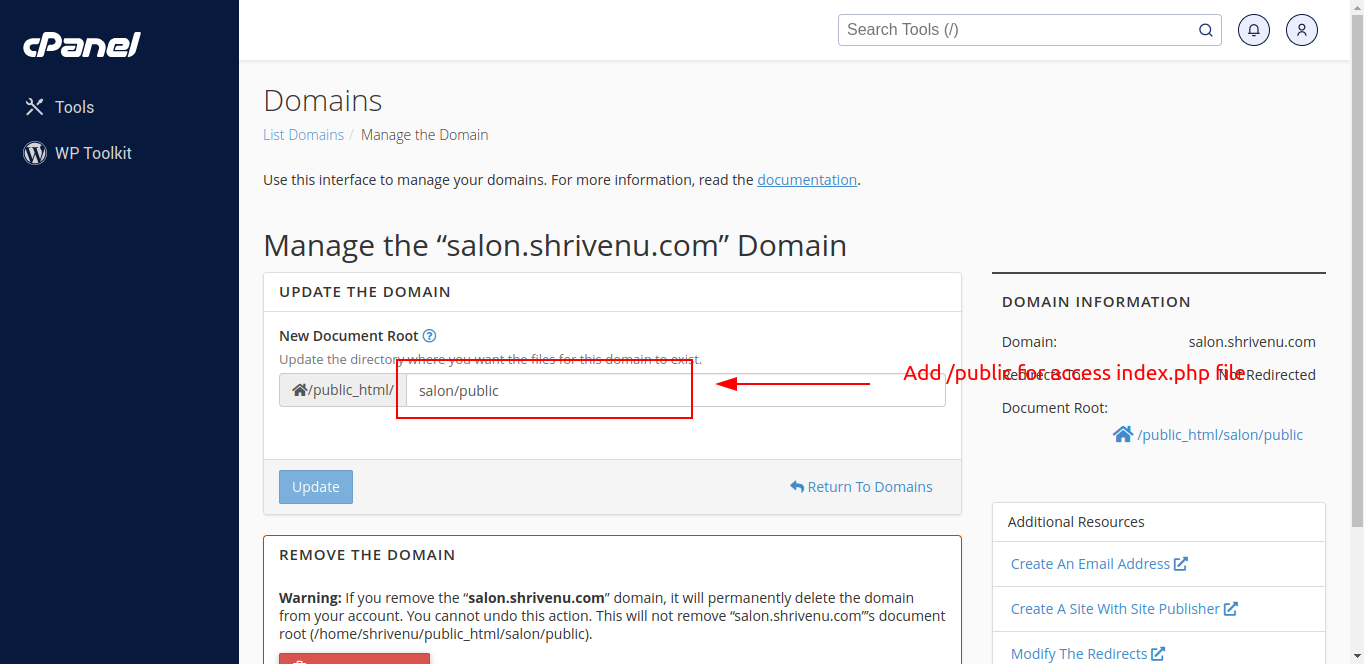 cPanel
Search Tools (/)
Tools
WP Toolkit
Domains
List Domains / Manage the Domain
Use this interface to manage your domains. For more information, read the documentation.
Manage the “salon.shrivenu.com” Domain
UPDATE THE DOMAIN
New Document Root
Update the directory where you want the files for this domain to exist.
/public_html/ salon/public
Add /public for access index.php file
Update
Return To Domains
REMOVE THE DOMAIN
Warning: If you remove the “salon.shrivenu.com” domain, it will permanently delete the domain
from your account. You cannot undo this action. This will not remove “salon.shrivenu.com”'s document
root (/home/shrivenu/public_html/salon/public).
DOMAIN INFORMATION
Domain: salon.shrivenu.com
Redirects To: Not Redirected
Document Root:
/public_html/salon/public
Additional Resources
Create An Email Address
Create A Site With Site Publisher
Modify The Redirects